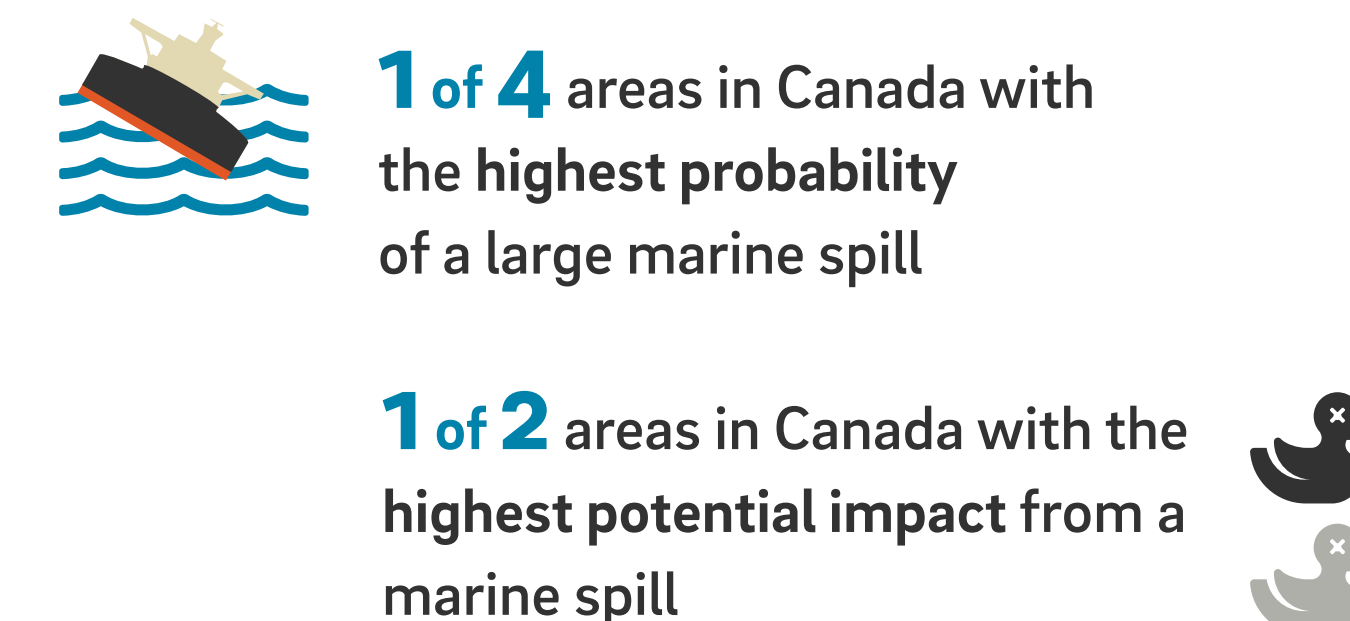 1 of 4 areas in Canada with
the highest probability
of a large marine spill
1 of 2 areas in Canada with the
highest potential impact from a
marine spill